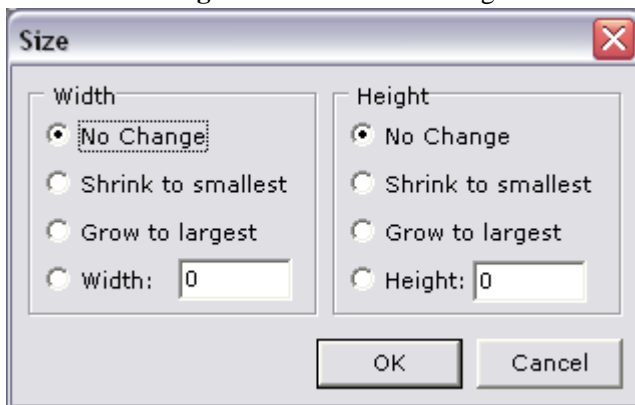 Size
Width
No Change
Shrink to smallest
Grow to largest
Width: 0
Height
No Change
Shrink to smallest
Grow to largest
Height: 0
OK
Cancel